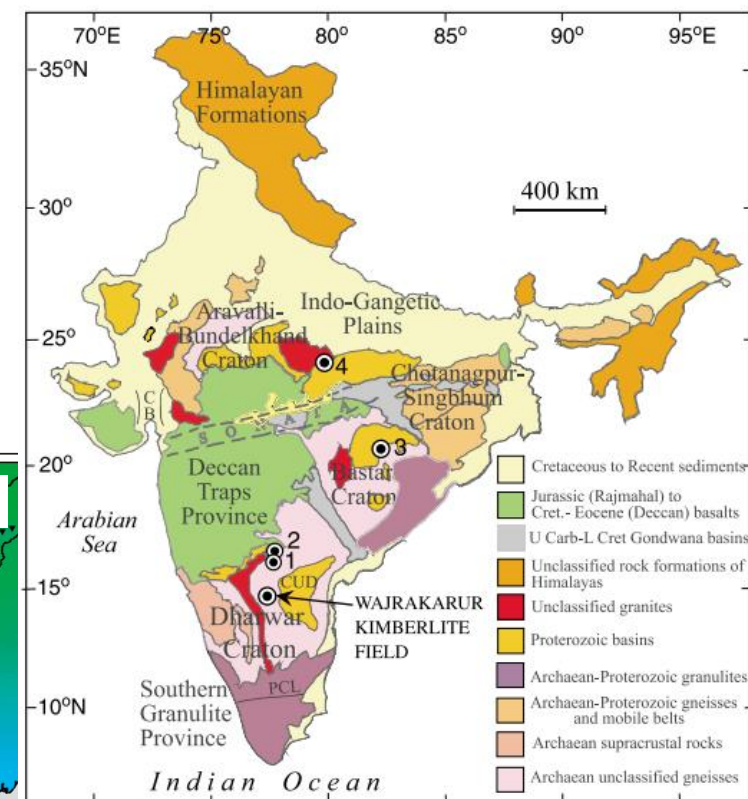 70°E
75
80°
85°
90°
95°E
35°N
30°
25°
20°
15°
10°N
Himalayan
Formations
400 km
Aravalli-
Bundelkhand
Craton
Indo-Gangetic
Plains
4
Chotanagpur-
Singbhum
Craton
C
B
S O N A T A
3
Deccan
Traps
Province
Bastar
Craton
Arabian
Sea
2
1
CUD
WAJRAKARUR
KIMBERLITE
FIELD
Dharwar
Craton
Southern
Granulite
Province
PCL
Indian Ocean
Cretaceous to Recent sediments
Jurassic (Rajmahal) to
Cret.- Eocene (Deccan) basalts
U Carb-L Cret Gondwana basins
Unclassified rock formations of
Himalayas
Unclassified granites
Proterozoic basins
Archaean-Proterozoic granulites
Archaean-Proterozoic gneisses
and mobile belts
Archaean supracrustal rocks
Archaean unclassified gneisses